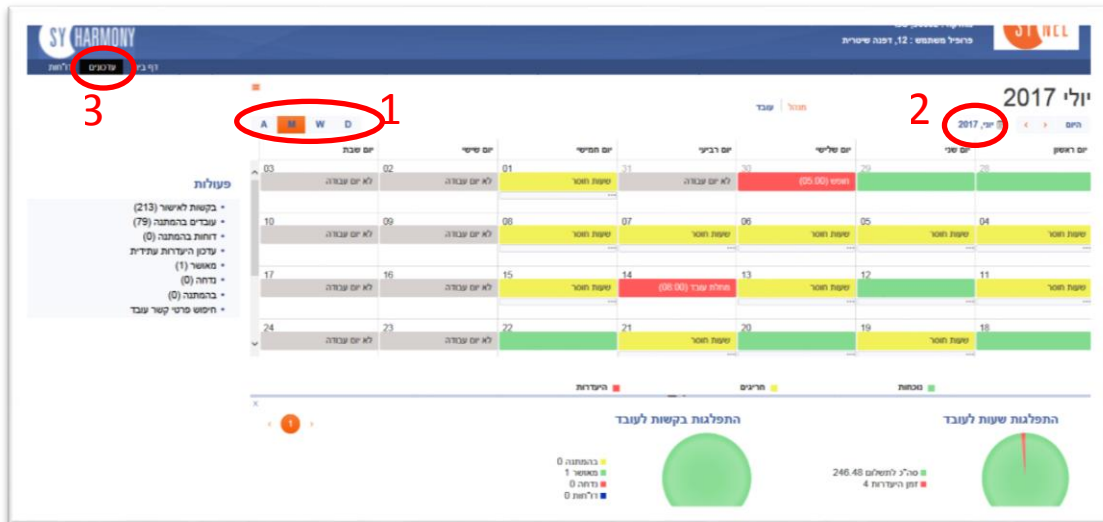 SY HARMONY
SYNEL
פרופיל משתמש : 12, דפנה שיטרית
דף בית
עדכונים
דו"חות
3
1
2
יולי 2017
היום
יוני, 2017
מנהל
עובד
A M W D
יום ראשון יום שני יום שלישי יום רביעי יום חמישי יום שישי יום שבת
28 29 30 31 01 02 03
חופש (05:00) לא יום עבודה שעות חוסר לא יום עבודה לא יום עבודה
04 05 06 07 08 09 10
שעות חוסר שעות חוסר שעות חוסר שעות חוסר שעות חוסר לא יום עבודה לא יום עבודה
11 12 13 14 15 16 17
שעות חוסר שעות חוסר מחלת עובד (08:00) שעות חוסר לא יום עבודה לא יום עבודה
18 19 20 21 22 23 24
שעות חוסר שעות חוסר לא יום עבודה לא יום עבודה
פעולות
בקשות לאישור (213)
עובדים בהמתנה (79)
דוחות בהמתנה (0)
עדכון היעדרות עתידית
מאושר (1)
נדחה (0)
בהמתנה (0)
חיפוש פרטי קשר עובד
נוכחות
חריגים
היעדרות
התפלגות שעות לעובד
סה"כ לתשלום 246.48
זמן היעדרות 4
התפלגות בקשות לעובד
בהמתנה 0
מאושר 1
נדחה 0
דו"חות 0
1